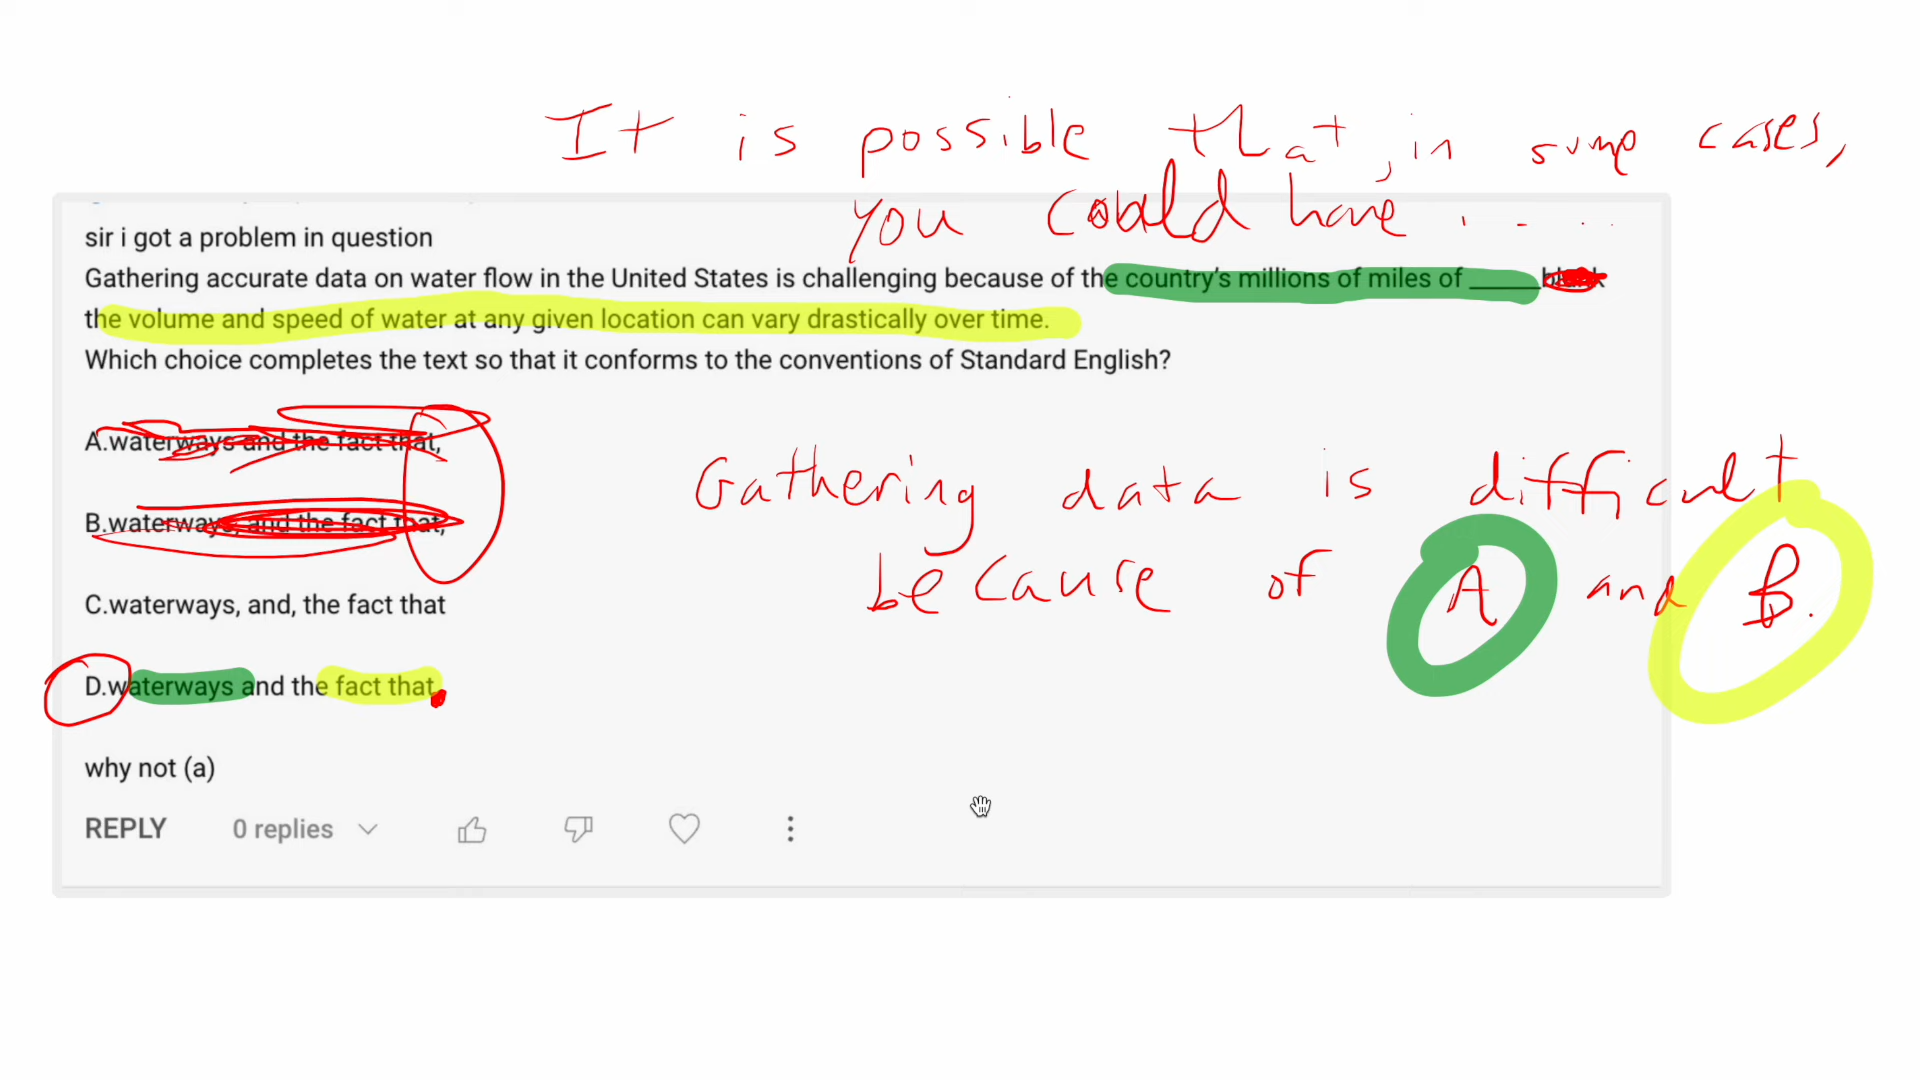 It is possible that, in some cases,
you could have . . . .
sir i got a problem in question
Gathering accurate data on water flow in the United States is challenging because of the country's millions of miles of ______
the volume and speed of water at any given location can vary drastically over time.
Which choice completes the text so that it conforms to the conventions of Standard English?
A.waterways and the fact that,
Gathering data is difficult
B.waterways, and the fact that,
because of A and B.
C.waterways, and, the fact that
D.waterways and the fact that
why not (a)
REPLY 0 replies